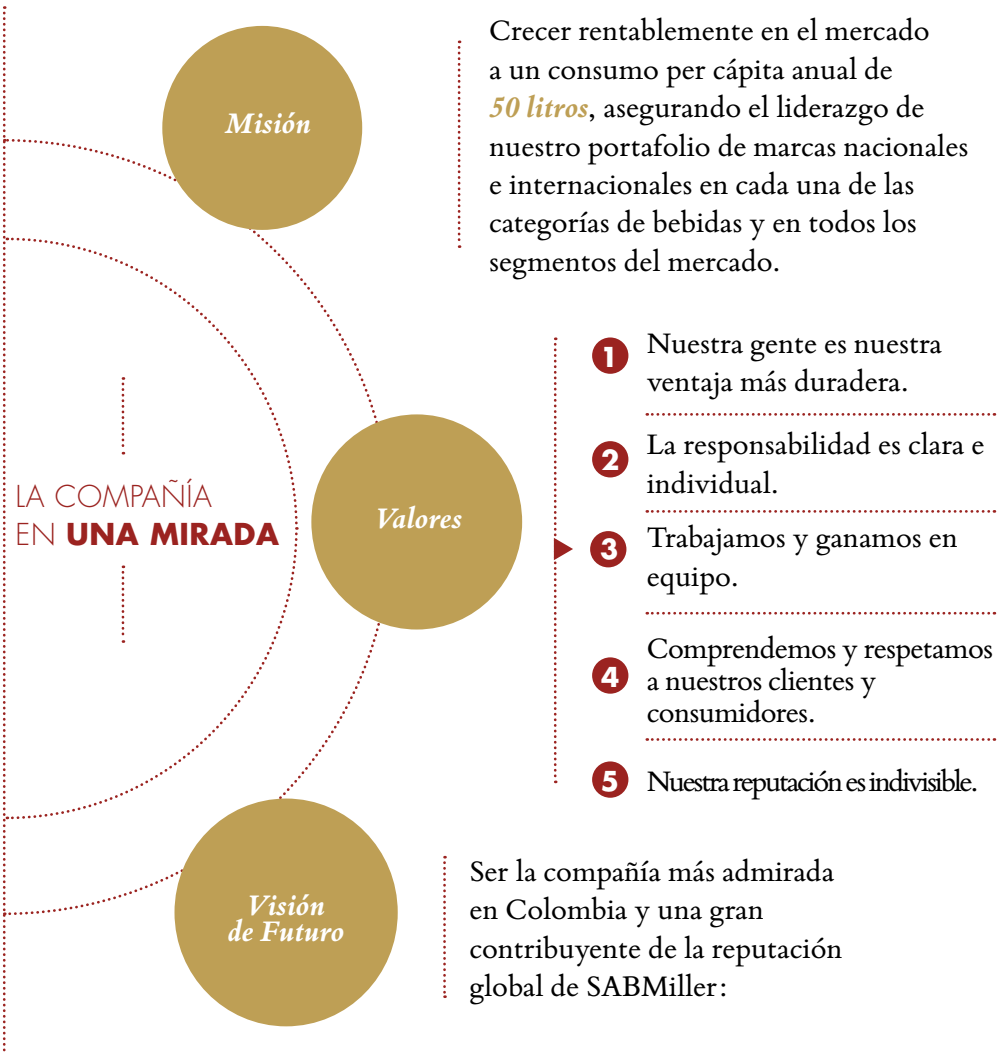 LA COMPAÑÍA
EN UNA MIRADA
Misión
Crecer rentablemente en el mercado
a un consumo per cápita anual de
50 litros, asegurando el liderazgo de
nuestro portafolio de marcas nacionales
e internacionales en cada una de las
categorías de bebidas y en todos los
segmentos del mercado.
Valores
1 Nuestra gente es nuestra
ventaja más duradera.
2 La responsabilidad es clara e
individual.
3 Trabajamos y ganamos en
equipo.
4 Comprendemos y respetamos
a nuestros clientes y
consumidores.
5 Nuestra reputación es indivisible.
Visión
de Futuro
Ser la compañía más admirada
en Colombia y una gran
contribuyente de la reputación
global de SABMiller: